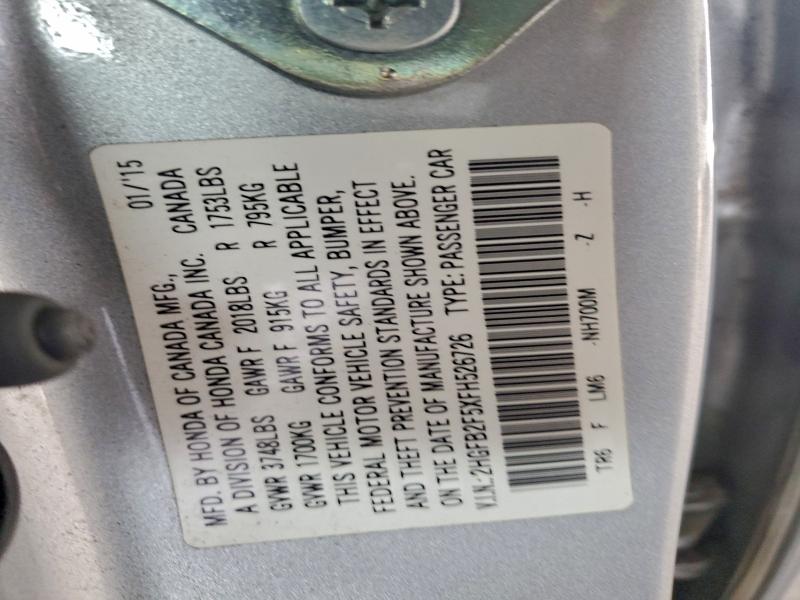 MFD. BY HONDA OF CANADA MFG., 01/'15
A DIVISION OF HONDA CANADA INC. CANADA
GVWR 3748LBS GAWR F 2018LBS R 1753LBS
GVWR 1700KG GAWR F 915KG R 795KG
THIS VEHICLE CONFORMS TO ALL APPLICABLE
FEDERAL MOTOR VEHICLE SAFETY, BUMPER,
AND THEFT PREVENTION STANDARDS IN EFFECT
ON THE DATE OF MANUFACTURE SHOWN ABOVE.
V.I.N.:2HGFB2F5XFH526726 TYPE:PASSENGER CAR
TR6 F LM6 -NH700M -Z -H